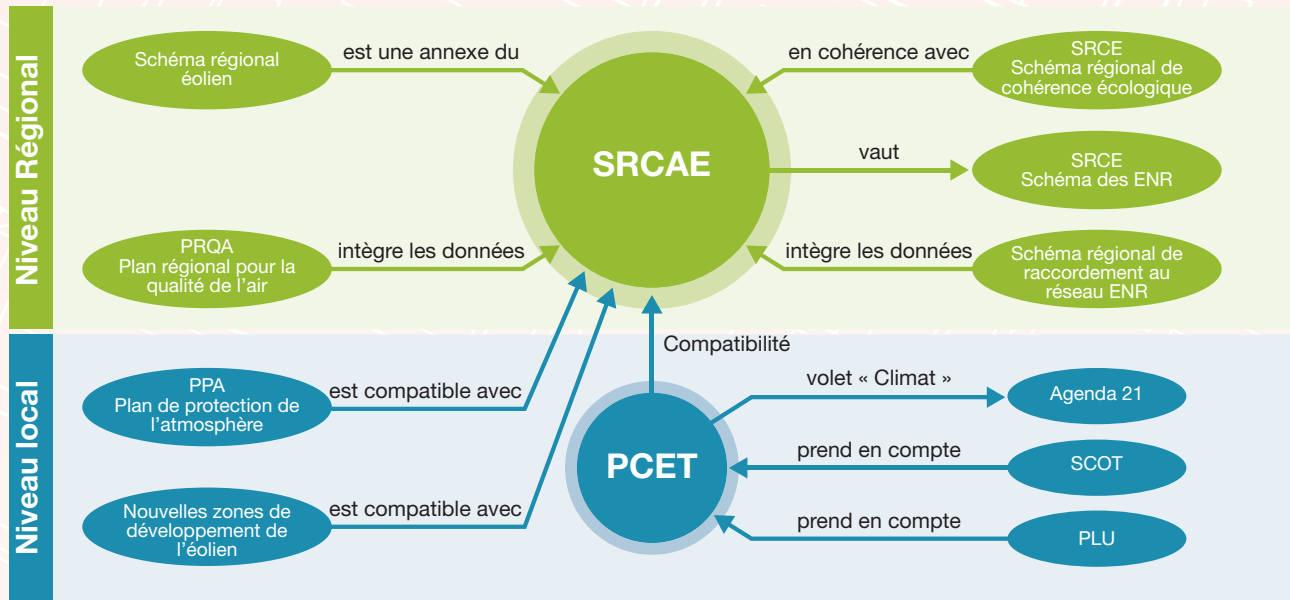 Niveau Régional
Schéma régional
éolien
est une annexe du
SRCAE
en cohérence avec
SRCE
Schéma régional de
cohérence écologique
vaut
SRCE
Schéma des ENR
PRQA
Plan régional pour la
qualité de l'air
intègre les données
intègre les données
Schéma régional de
raccordement au
réseau ENR
Niveau local
Compatibilité
PPA
Plan de protection de
l'atmosphère
est compatible avec
Nouvelles zones de
développement de
l'éolien
est compatible avec
PCET
volet « Climat »
Agenda 21
prend en compte
SCOT
prend en compte
PLU